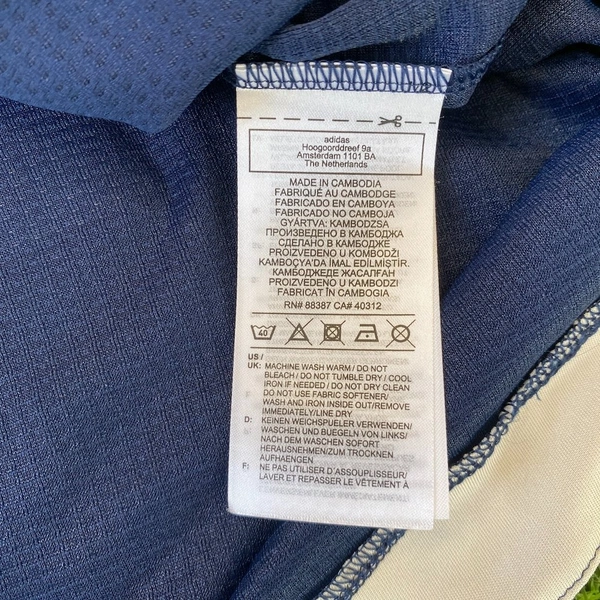 adidas
Hoogoorddreef 9a
Amsterdam 1101 BA
The Netherlands
MADE IN CAMBODIA
FABRIQUÉ AU CAMBODGE
FABRICADO EN CAMBOYA
FABRICADO NO CAMBOJA
GYÁRTVA: KAMBODZSA
ПРОИЗВЕДЕНО В КАМБОДЖА
СДЕЛАНО В КАМБОДЖЕ
PROIZVEDENO U KOMBODŽI
KAMBOÇYA'DA İMAL EDİLMİŞTİR.
КАМБОДЖЕДЕ ЖАСАЛҒАН
PROIZVEDENO U KAMBODZI
FABRICAT ÎN CAMBOGIA
RN# 88387 CA# 40312
40
US /
UK: MACHINE WASH WARM / DO NOT
BLEACH / DO NOT TUMBLE DRY / COOL
IRON IF NEEDED / DO NOT DRY CLEAN
DO NOT USE FABRIC SOFTENER/
WASH AND IRON INSIDE OUT/REMOVE
IMMEDIATELY/LINE DRY
D: KEINEN WEICHSPUELER VERWENDEN/
WASCHEN UND BUEGELN VON LINKS/
NACH DEM WASCHEN SOFORT
HERAUSNEHMEN/ZUM TROCKNEN
AUFHAENGEN
F: NE PAS UTILISER D'ASSOUPLISSEUR/
LAVER ET REPASSER LE VÊTEMENT À